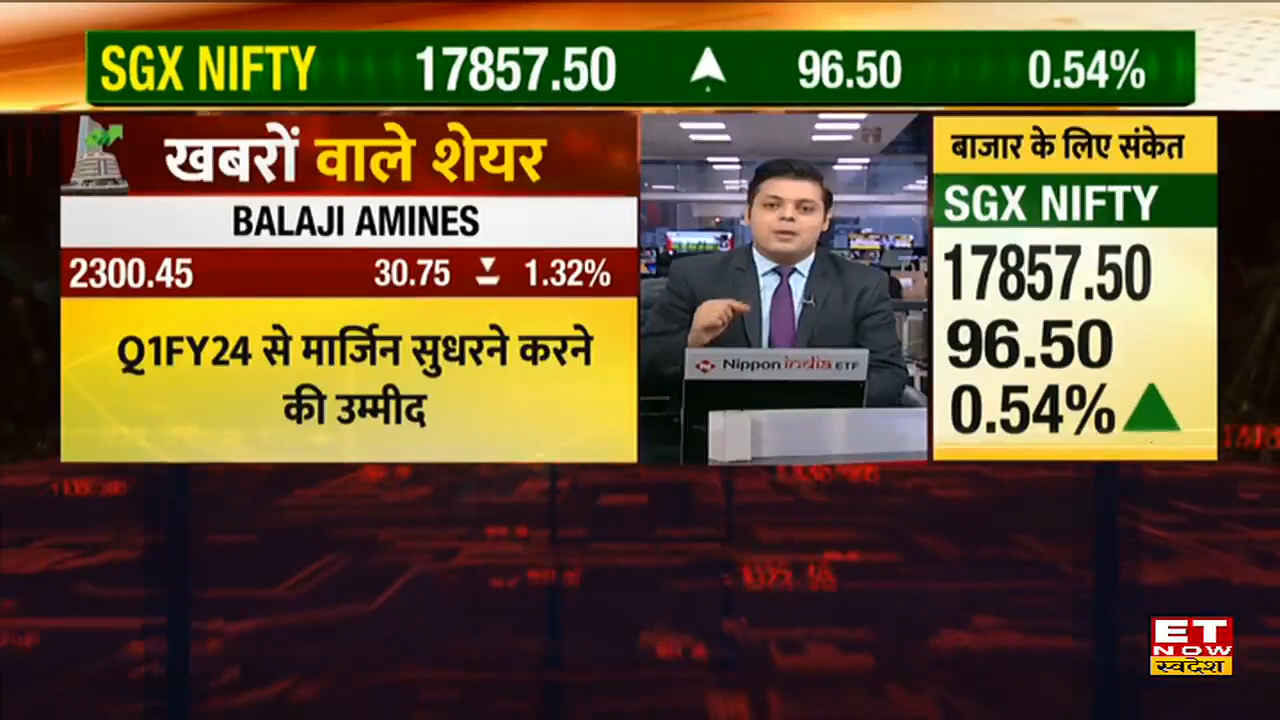 SGX NIFTY 17857.50 96.50 0.54%
खबरों वाले शेयर
BALAJI AMINES
2300.45 30.75 1.32%
Q1FY24 से मार्जिन सुधरने करने
की उम्मीद
Nippon india ETF
बाजार के लिए संकेत
SGX NIFTY
17857.50
96.50
0.54%
ET
NOW
स्वदेश